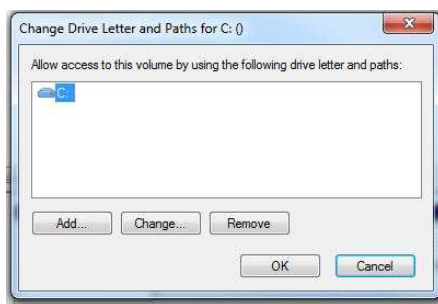 Change Drive Letter and Paths for C: ()
Allow access to this volume by using the following drive letter and paths:
C:
Add... Change... Remove
OK Cancel